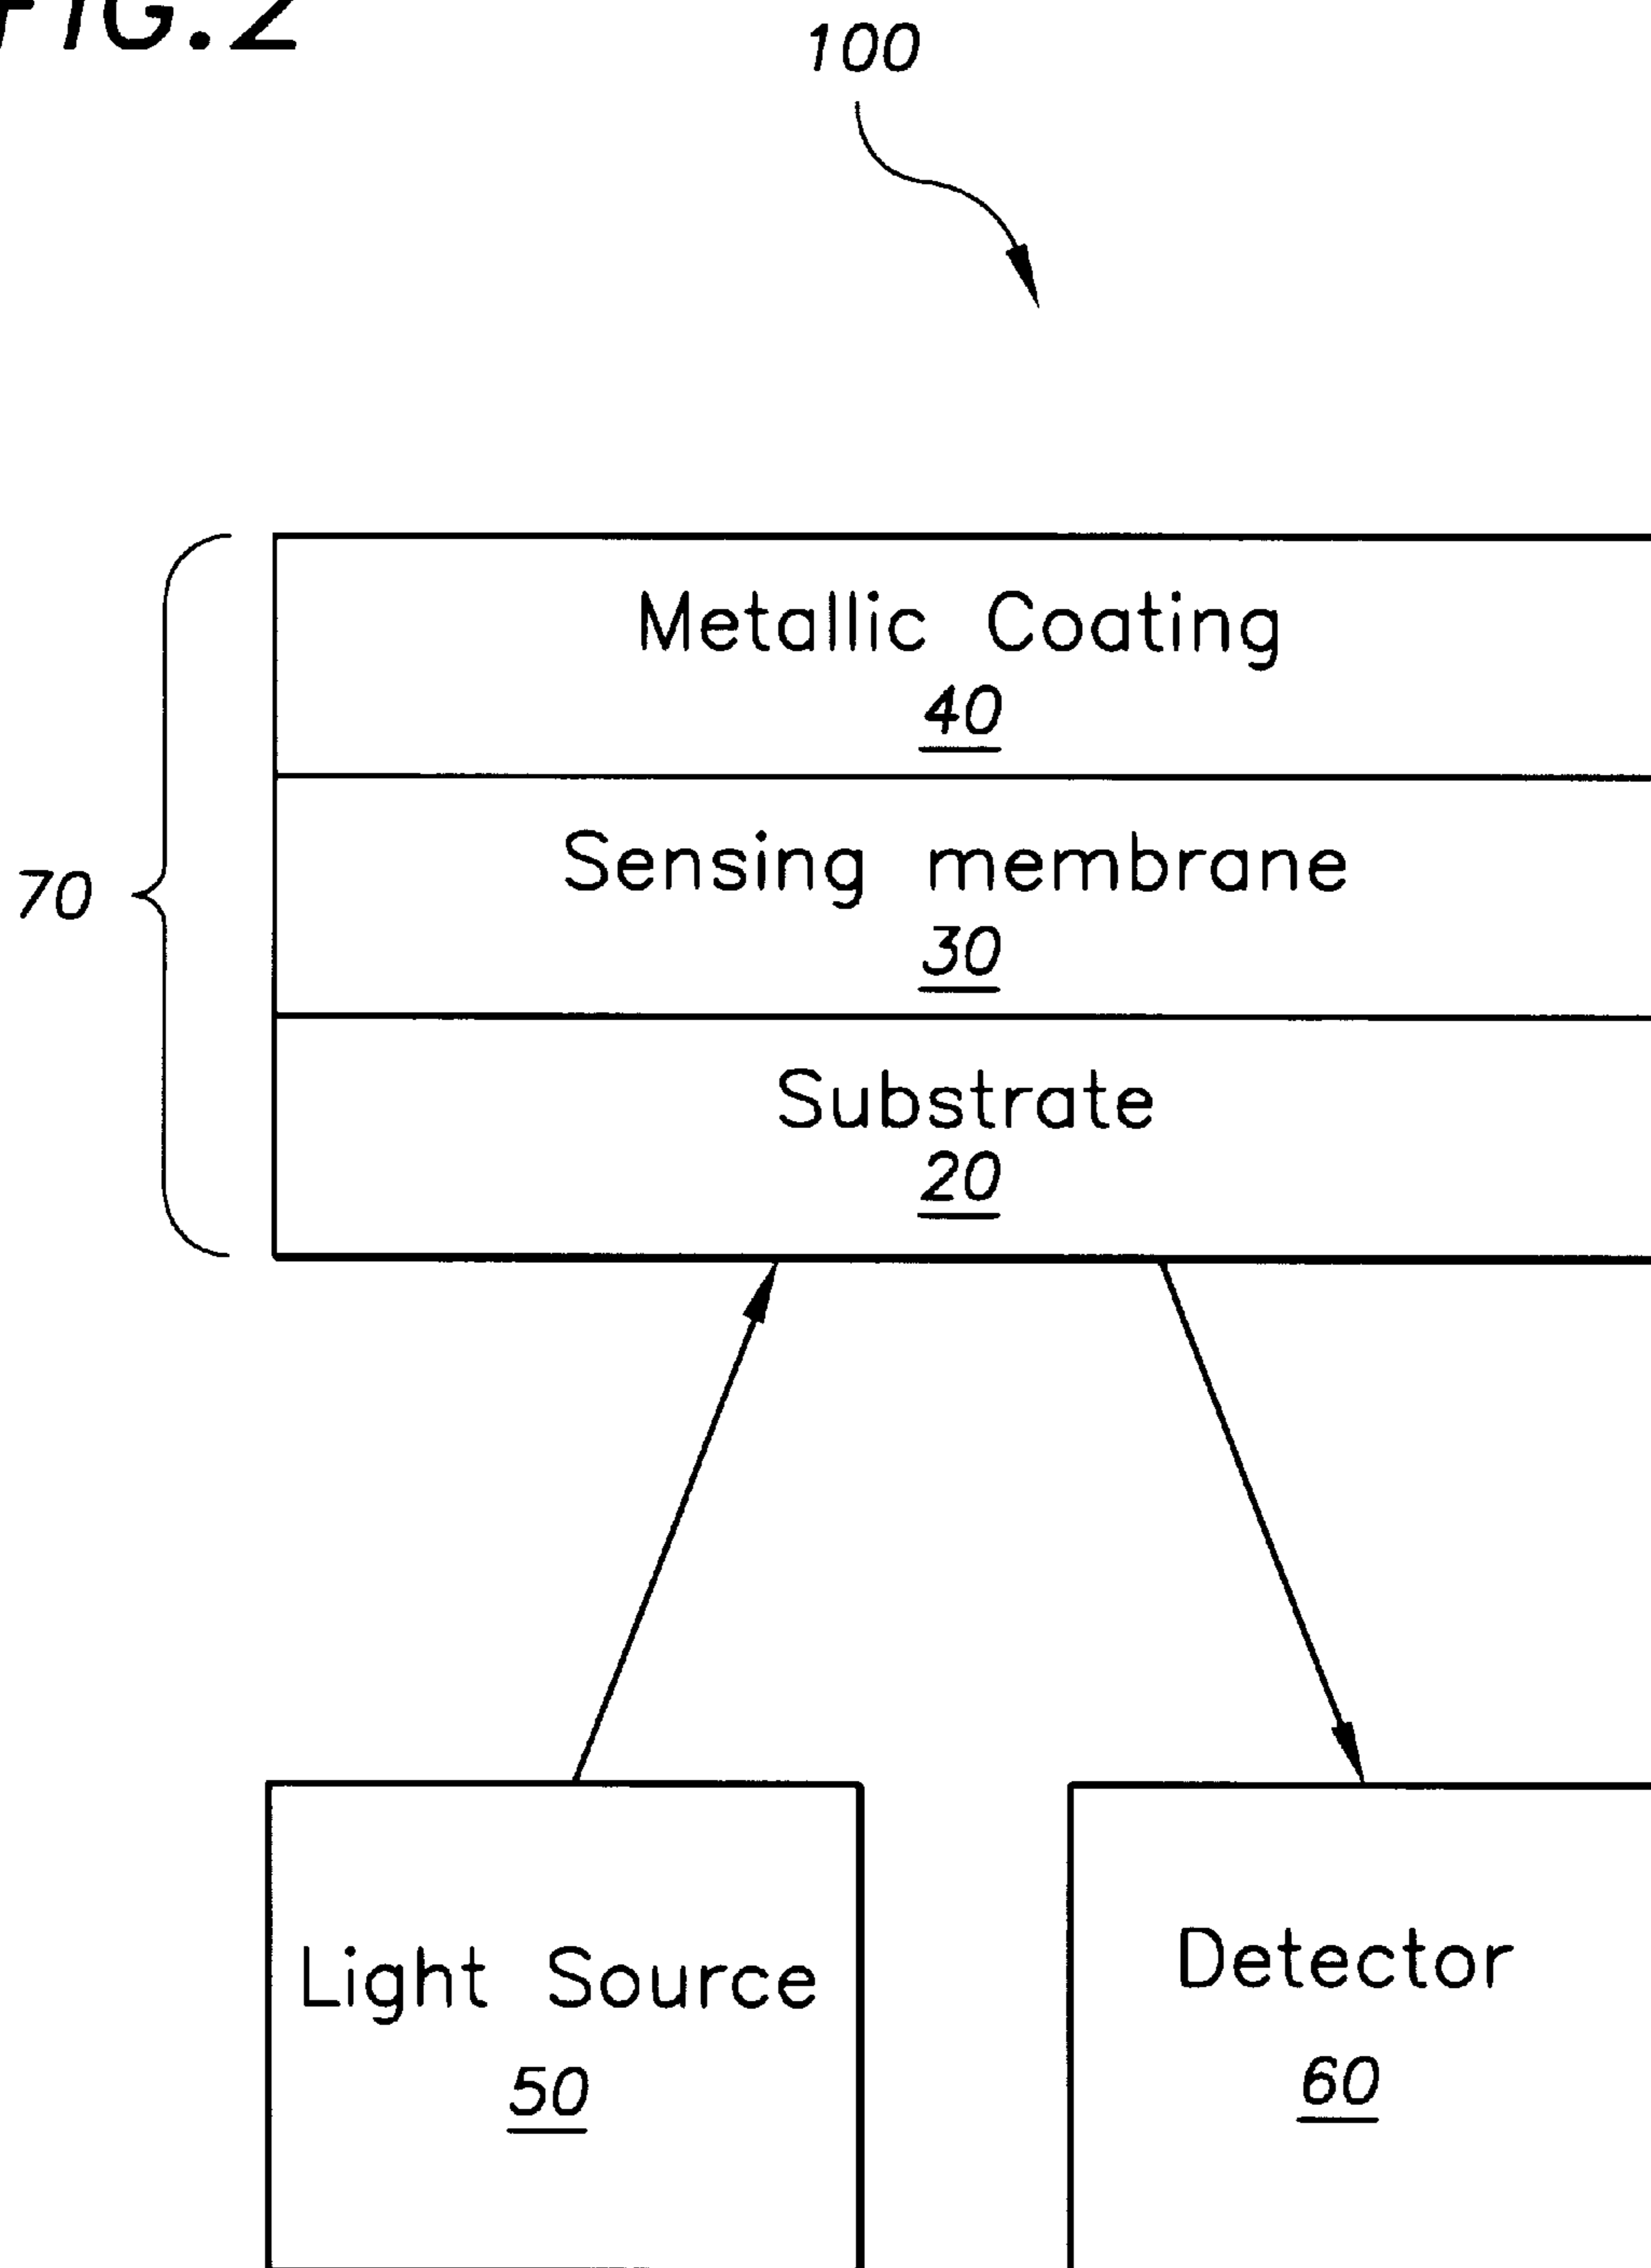 FIG.2
100
Metallic Coating
40
70
Sensing membrane
30
Substrate
20
Light Source
50
Detector
60